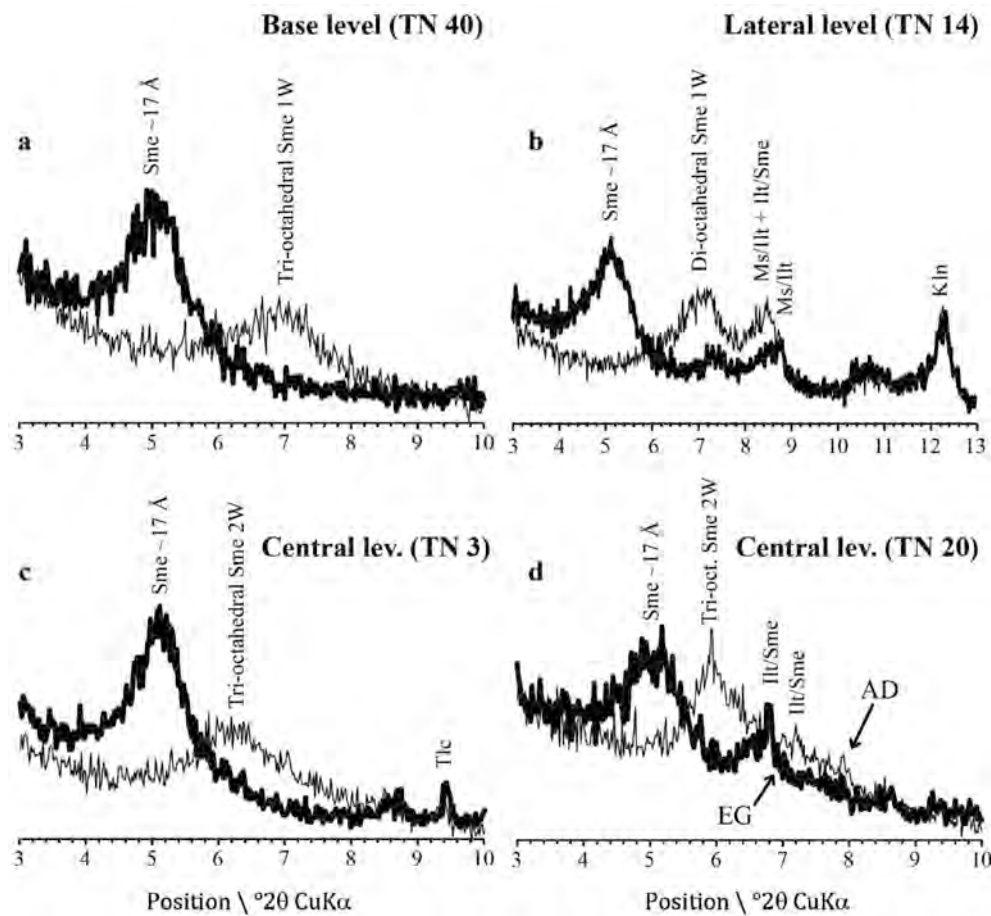 Base level (TN 40)
a
Sme ~17 Å
Tri-octahedral Sme 1W
3 4 5 6 7 8 9 10
Lateral level (TN 14)
b
Sme ~17 Å
Di-octahedral Sme 1W
Ms/Ilt + Ilt/Sme
Ms/Ilt
Kln
3 4 5 6 7 8 9 10 11 12 13
Central lev. (TN 3)
c
Sme ~17 Å
Tri-octahedral Sme 2W
Tlc
3 4 5 6 7 8 9 10
Position \ °2θ CuKα
Central lev. (TN 20)
d
Sme ~17 Å
Tri-oct. Sme 2W
Ilt/Sme
Ilt/Sme
AD
EG
3 4 5 6 7 8 9 10
Position \ °2θ CuKα